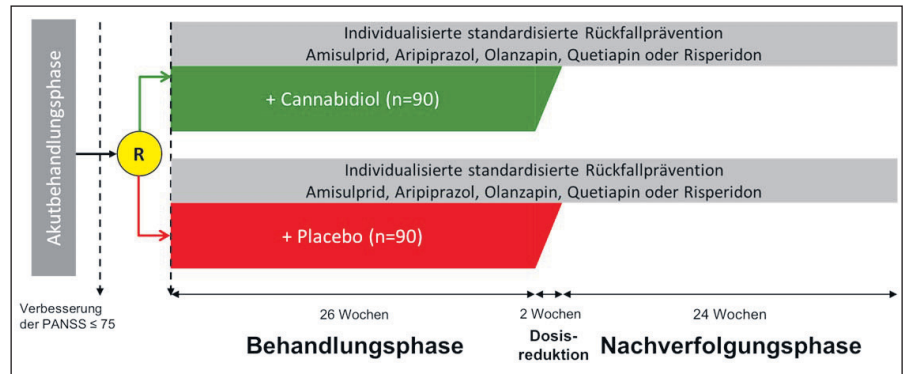 Akutbehandlungsphase
R
Individualisierte standardisierte Rückfallprävention
Amisulprid, Aripiprazol, Olanzapin, Quetiapin oder Risperidon
+ Cannabidiol (n=90)
Individualisierte standardisierte Rückfallprävention
Amisulprid, Aripiprazol, Olanzapin, Quetiapin oder Risperidon
+ Placebo (n=90)
Verbesserung
der PANSS ≤ 75
26 Wochen
2 Wochen
24 Wochen
Behandlungsphase
Dosis-
reduktion
Nachverfolgungsphase